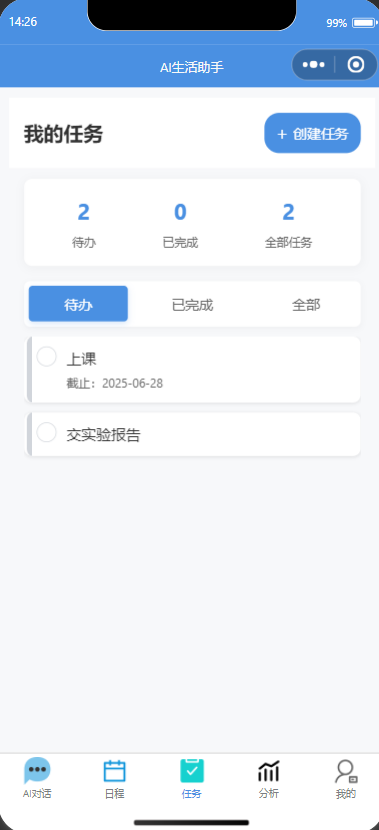 14:26
99%
AI生活助手
我的任务
+ 创建任务
2 0 2
待办 已完成 全部任务
待办 已完成 全部
上课
截止：2025-06-28
交实验报告
AI对话 日程 任务 分析 我的